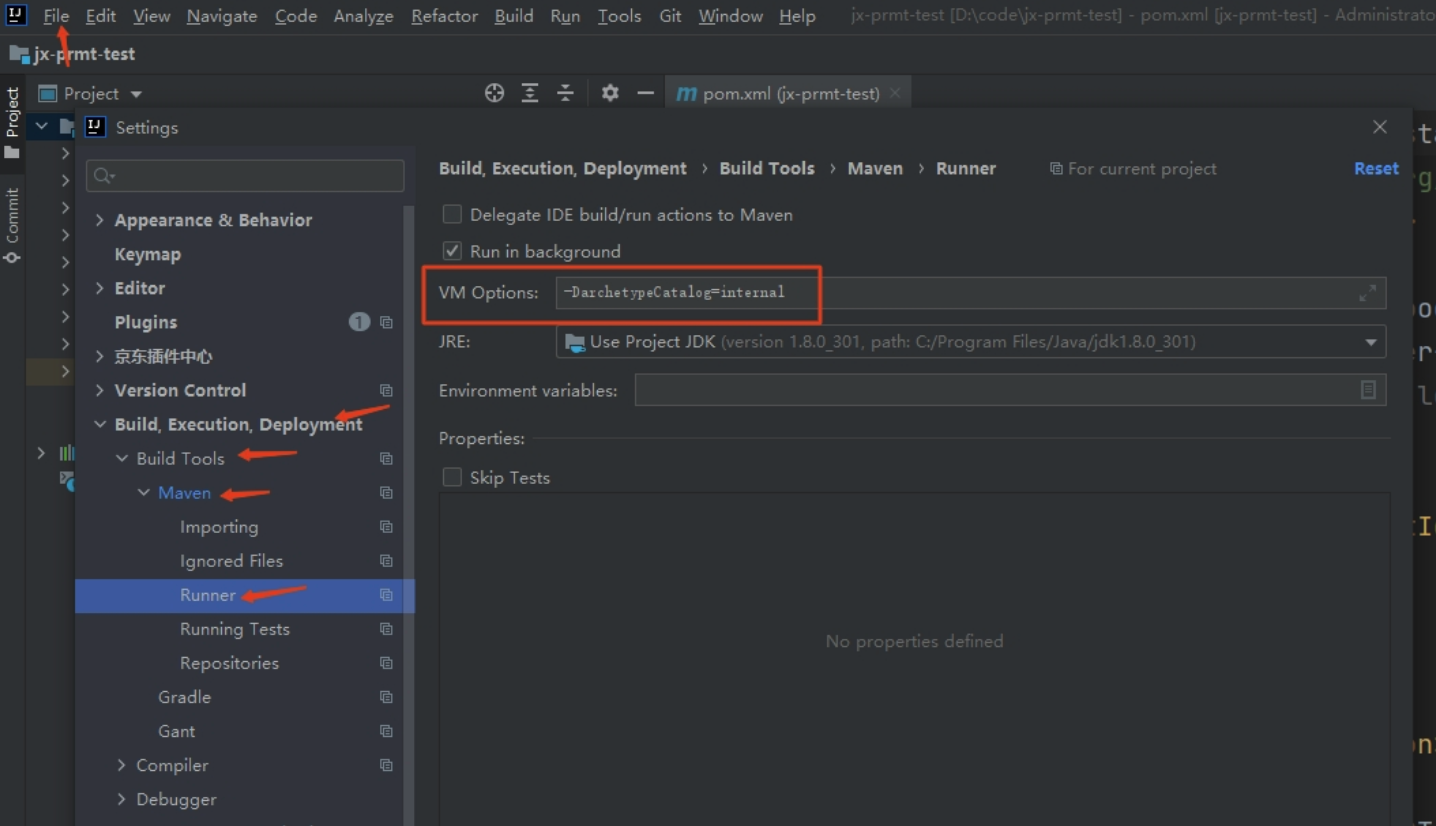 IJ File Edit View Navigate Code Analyze Refactor Build Run Tools Git Window Help jx-prmt-test [D:\code\jx-prmt-test] - pom.xml [jx-prmt-test] - Administrato
jx-prmt-test
Project
Project
m pom.xml (jx-prmt-test)
Commit
IJ Settings
Build, Execution, Deployment › Build Tools › Maven › Runner
For current project
Reset
Appearance & Behavior
Keymap
Editor
Plugins 1
京东插件中心
Version Control
Build, Execution, Deployment
Build Tools
Maven
Importing
Ignored Files
Runner
Running Tests
Repositories
Gradle
Gant
Compiler
Debugger
Delegate IDE build/run actions to Maven
Run in background
VM Options: -DarchetypeCatalog=internal
JRE: Use Project JDK (version 1.8.0_301, path: C:/Program Files/Java/jdk1.8.0_301)
Environment variables:
Properties:
Skip Tests
No properties defined